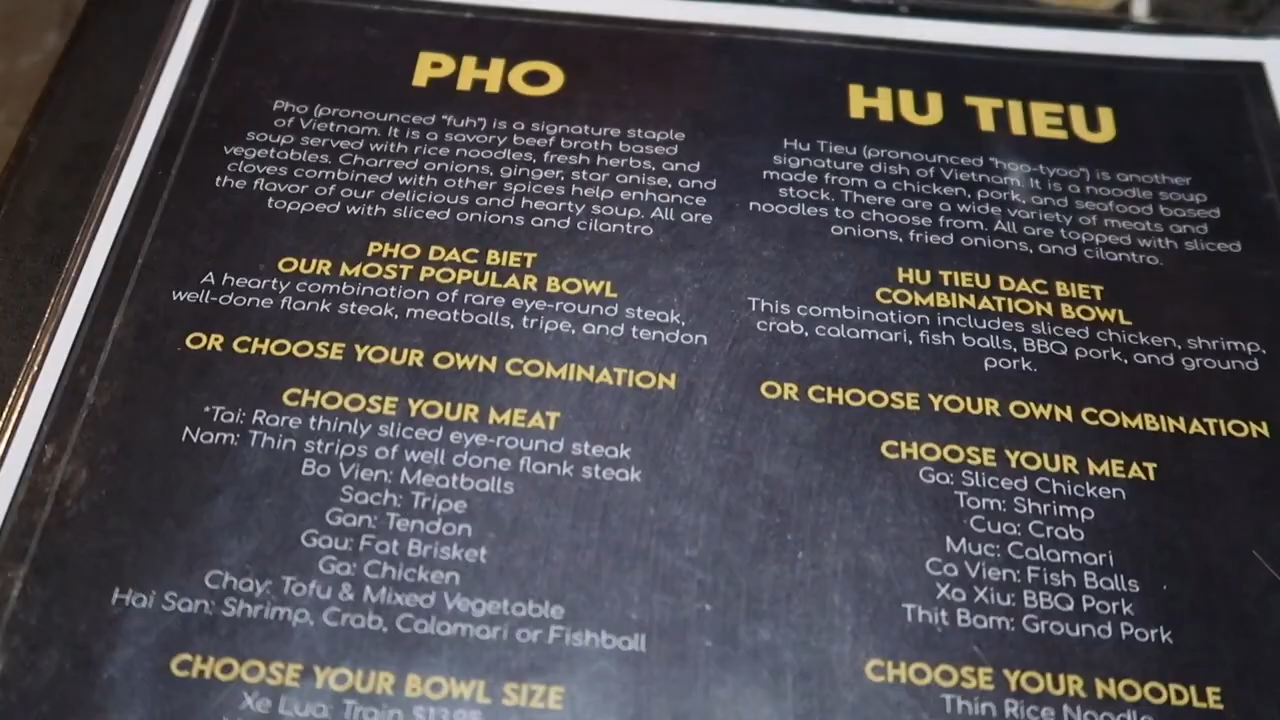 PHO
Pho (pronounced "fuh") is a signature staple
of Vietnam. It is a savory beef broth based
soup served with rice noodles, fresh herbs, and
vegetables. Charred onions, ginger, star anise, and
cloves combined with other spices help enhance
the flavor of our delicious and hearty soup. All are
topped with sliced onions and cilantro
PHO DAC BIET
OUR MOST POPULAR BOWL
A hearty combination of rare eye-round steak,
well-done flank steak, meatballs, tripe, and tendon
OR CHOOSE YOUR OWN COMINATION
CHOOSE YOUR MEAT
*Tai: Rare thinly sliced eye-round steak
Nam: Thin strips of well done flank steak
Bo Vien: Meatballs
Sach: Tripe
Gan: Tendon
Gau: Fat Brisket
Ga: Chicken
Chay: Tofu & Mixed Vegetable
Hai San: Shrimp, Crab, Calamari or Fishball
CHOOSE YOUR BOWL SIZE
Xe Lua: Train $13.95
HU TIEU
Hu Tieu (pronounced "hoo-tyoo") is another
signature dish of Vietnam. It is a noodle soup
made from a chicken, pork, and seafood based
stock. There are a wide variety of meats and
noodles to choose from. All are topped with sliced
onions, fried onions, and cilantro.
HU TIEU DAC BIET
COMBINATION BOWL
This combination includes sliced chicken, shrimp,
crab, calamari, fish balls, BBQ pork, and ground
pork.
OR CHOOSE YOUR OWN COMBINATION
CHOOSE YOUR MEAT
Ga: Sliced Chicken
Tom: Shrimp
Cua: Crab
Muc: Calamari
Ca Vien: Fish Balls
Xa Xiu: BBQ Pork
Thit Bam: Ground Pork
CHOOSE YOUR NOODLE
Thin Rice Noodle